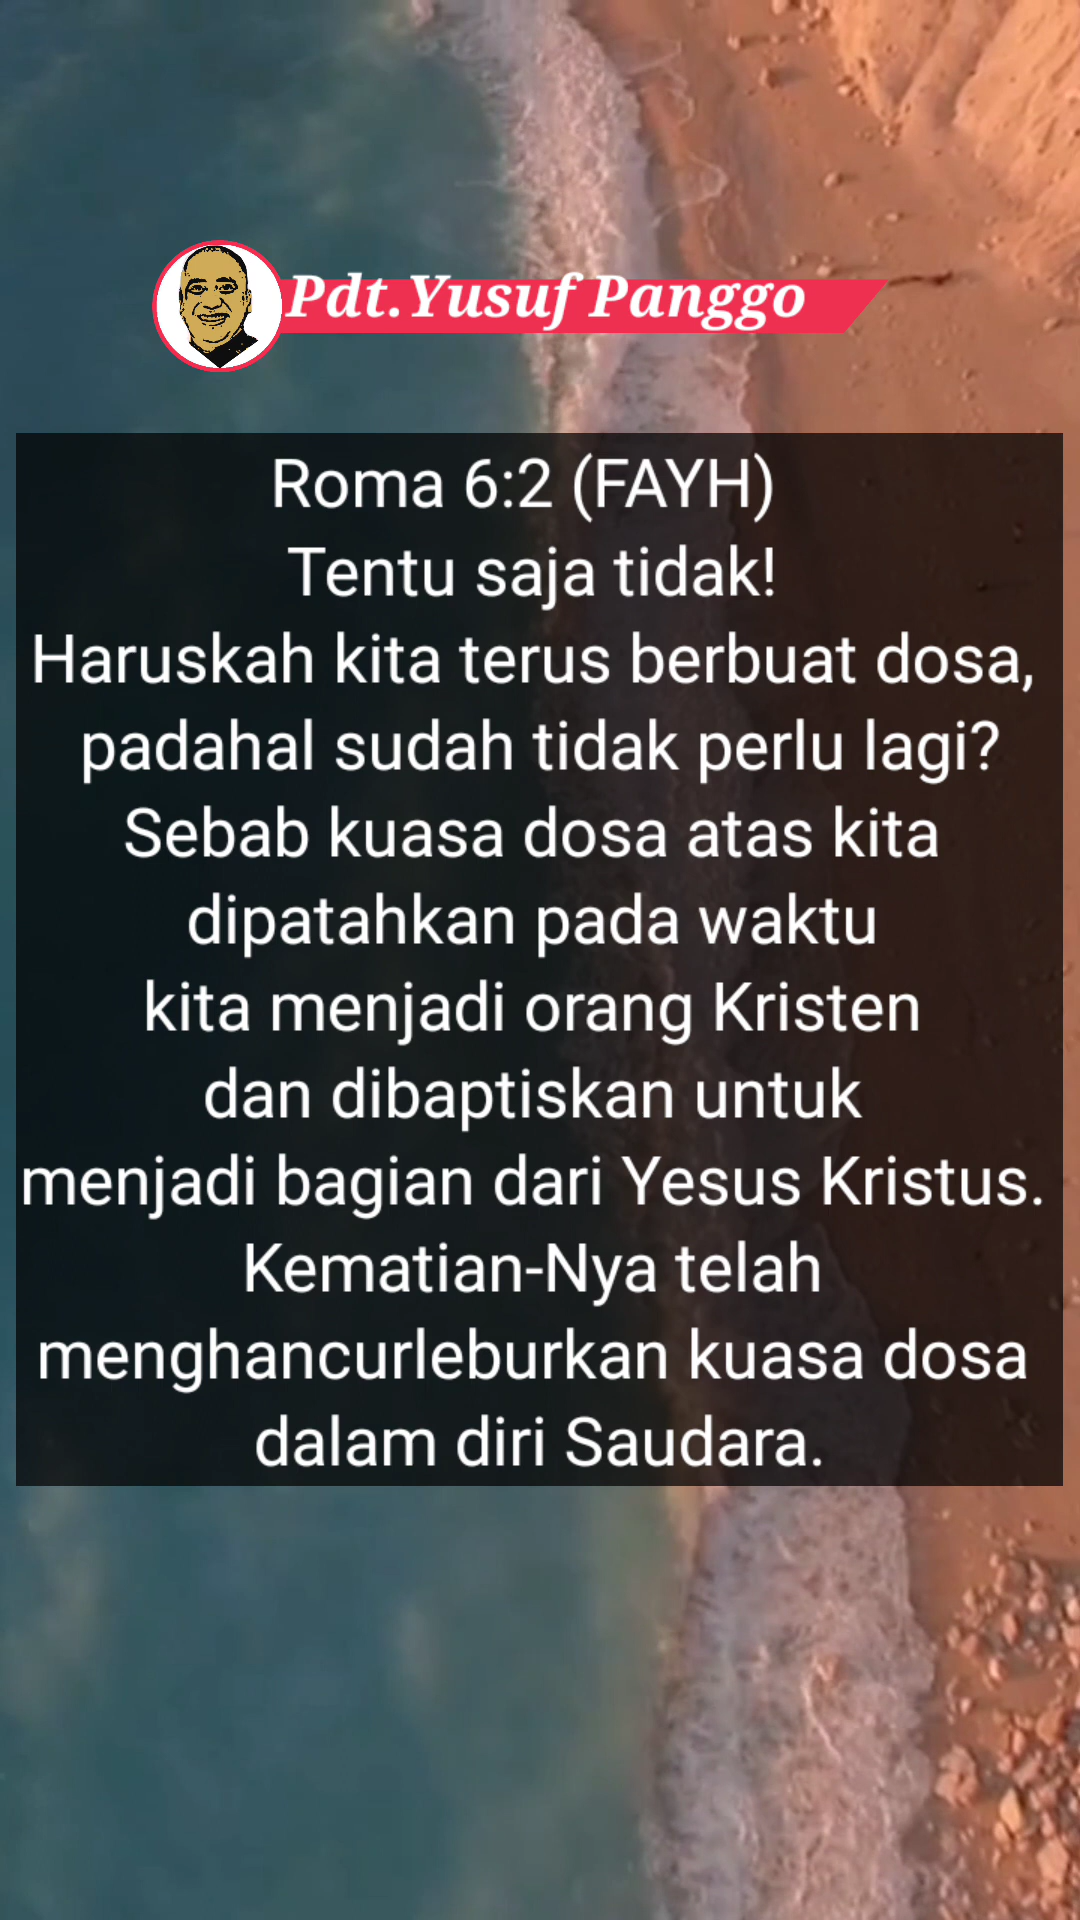 Pdt.Yusuf Panggo
Roma 6:2 (FAYH)
Tentu saja tidak!
Haruskah kita terus berbuat dosa,
padahal sudah tidak perlu lagi?
Sebab kuasa dosa atas kita
dipatahkan pada waktu
kita menjadi orang Kristen
dan dibaptiskan untuk
menjadi bagian dari Yesus Kristus.
Kematian-Nya telah
menghancurleburkan kuasa dosa
dalam diri Saudara.